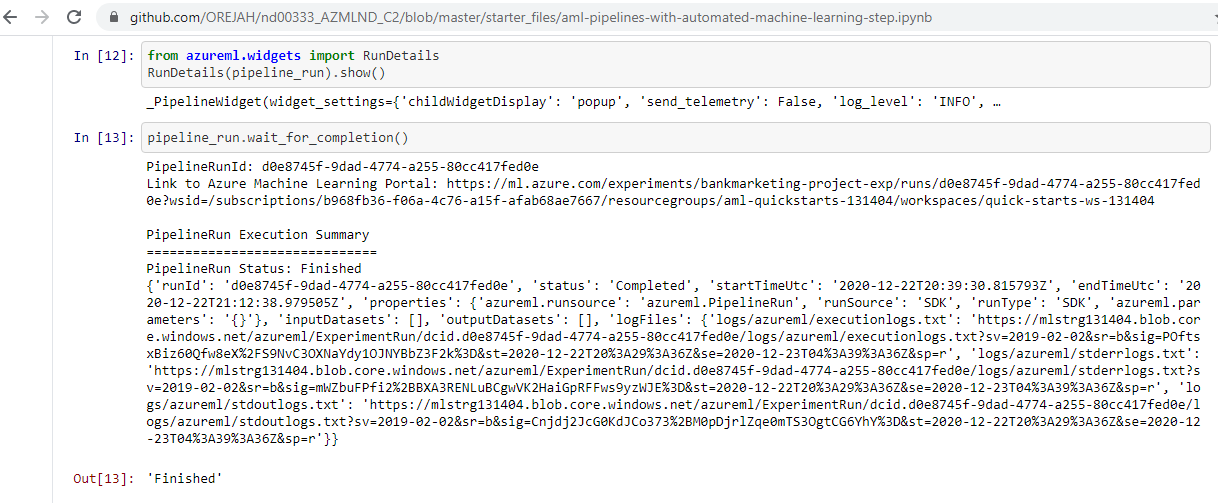 github.com/OREJAH/nd00333_AZMLND_C2/blob/master/starter_files/aml-pipelines-with-automated-machine-learning-step.ipynb
In [12]: from azureml.widgets import RunDetails
RunDetails(pipeline_run).show()
_PipelineWidget(widget_settings={'childWidgetDisplay': 'popup', 'send_telemetry': False, 'log_level': 'INFO', …
In [13]: pipeline_run.wait_for_completion()
PipelineRunId: d0e8745f-9dad-4774-a255-80cc417fed0e
Link to Azure Machine Learning Portal: https://ml.azure.com/experiments/bankmarketing-project-exp/runs/d0e8745f-9dad-4774-a255-80cc417fed
0e?wsid=/subscriptions/b968fb36-f06a-4c76-a15f-afab68ae7667/resourcegroups/aml-quickstarts-131404/workspaces/quick-starts-ws-131404
PipelineRun Execution Summary
==============================
PipelineRun Status: Finished
{'runId': 'd0e8745f-9dad-4774-a255-80cc417fed0e', 'status': 'Completed', 'startTimeUtc': '2020-12-22T20:39:30.815793Z', 'endTimeUtc': '20
20-12-22T21:12:38.979505Z', 'properties': {'azureml.runsource': 'azureml.PipelineRun', 'runSource': 'SDK', 'runType': 'SDK', 'azureml.par
ameters': '{}'}, 'inputDatasets': [], 'outputDatasets': [], 'logFiles': {'logs/azureml/executionlogs.txt': 'https://mlstrg131404.blob.cor
e.windows.net/azureml/ExperimentRun/dcid.d0e8745f-9dad-4774-a255-80cc417fed0e/logs/azureml/executionlogs.txt?sv=2019-02-02&sr=b&sig=POfts
xBiz60Qfw8eX%2FS9NvC3OXNaYdy1OJNYBbZ3F2k%3D&st=2020-12-22T20%3A29%3A36Z&se=2020-12-23T04%3A39%3A36Z&sp=r', 'logs/azureml/stderrlogs.txt':
'https://mlstrg131404.blob.core.windows.net/azureml/ExperimentRun/dcid.d0e8745f-9dad-4774-a255-80cc417fed0e/logs/azureml/stderrlogs.txt?s
v=2019-02-02&sr=b&sig=mWZbuFPfi2%2BBXA3RENLuBCgwVK2HaiGpRFFws9yzWJE%3D&st=2020-12-22T20%3A29%3A36Z&se=2020-12-23T04%3A39%3A36Z&sp=r', 'lo
gs/azureml/stdoutlogs.txt': 'https://mlstrg131404.blob.core.windows.net/azureml/ExperimentRun/dcid.d0e8745f-9dad-4774-a255-80cc417fed0e/l
ogs/azureml/stdoutlogs.txt?sv=2019-02-02&sr=b&sig=Cnjdj2JcG0KdJCo373%2BM0pDjrlZqe0mTS3OgtCG6YhY%3D&st=2020-12-22T20%3A29%3A36Z&se=2020-12
-23T04%3A39%3A36Z&sp=r'}}
Out[13]: 'Finished'